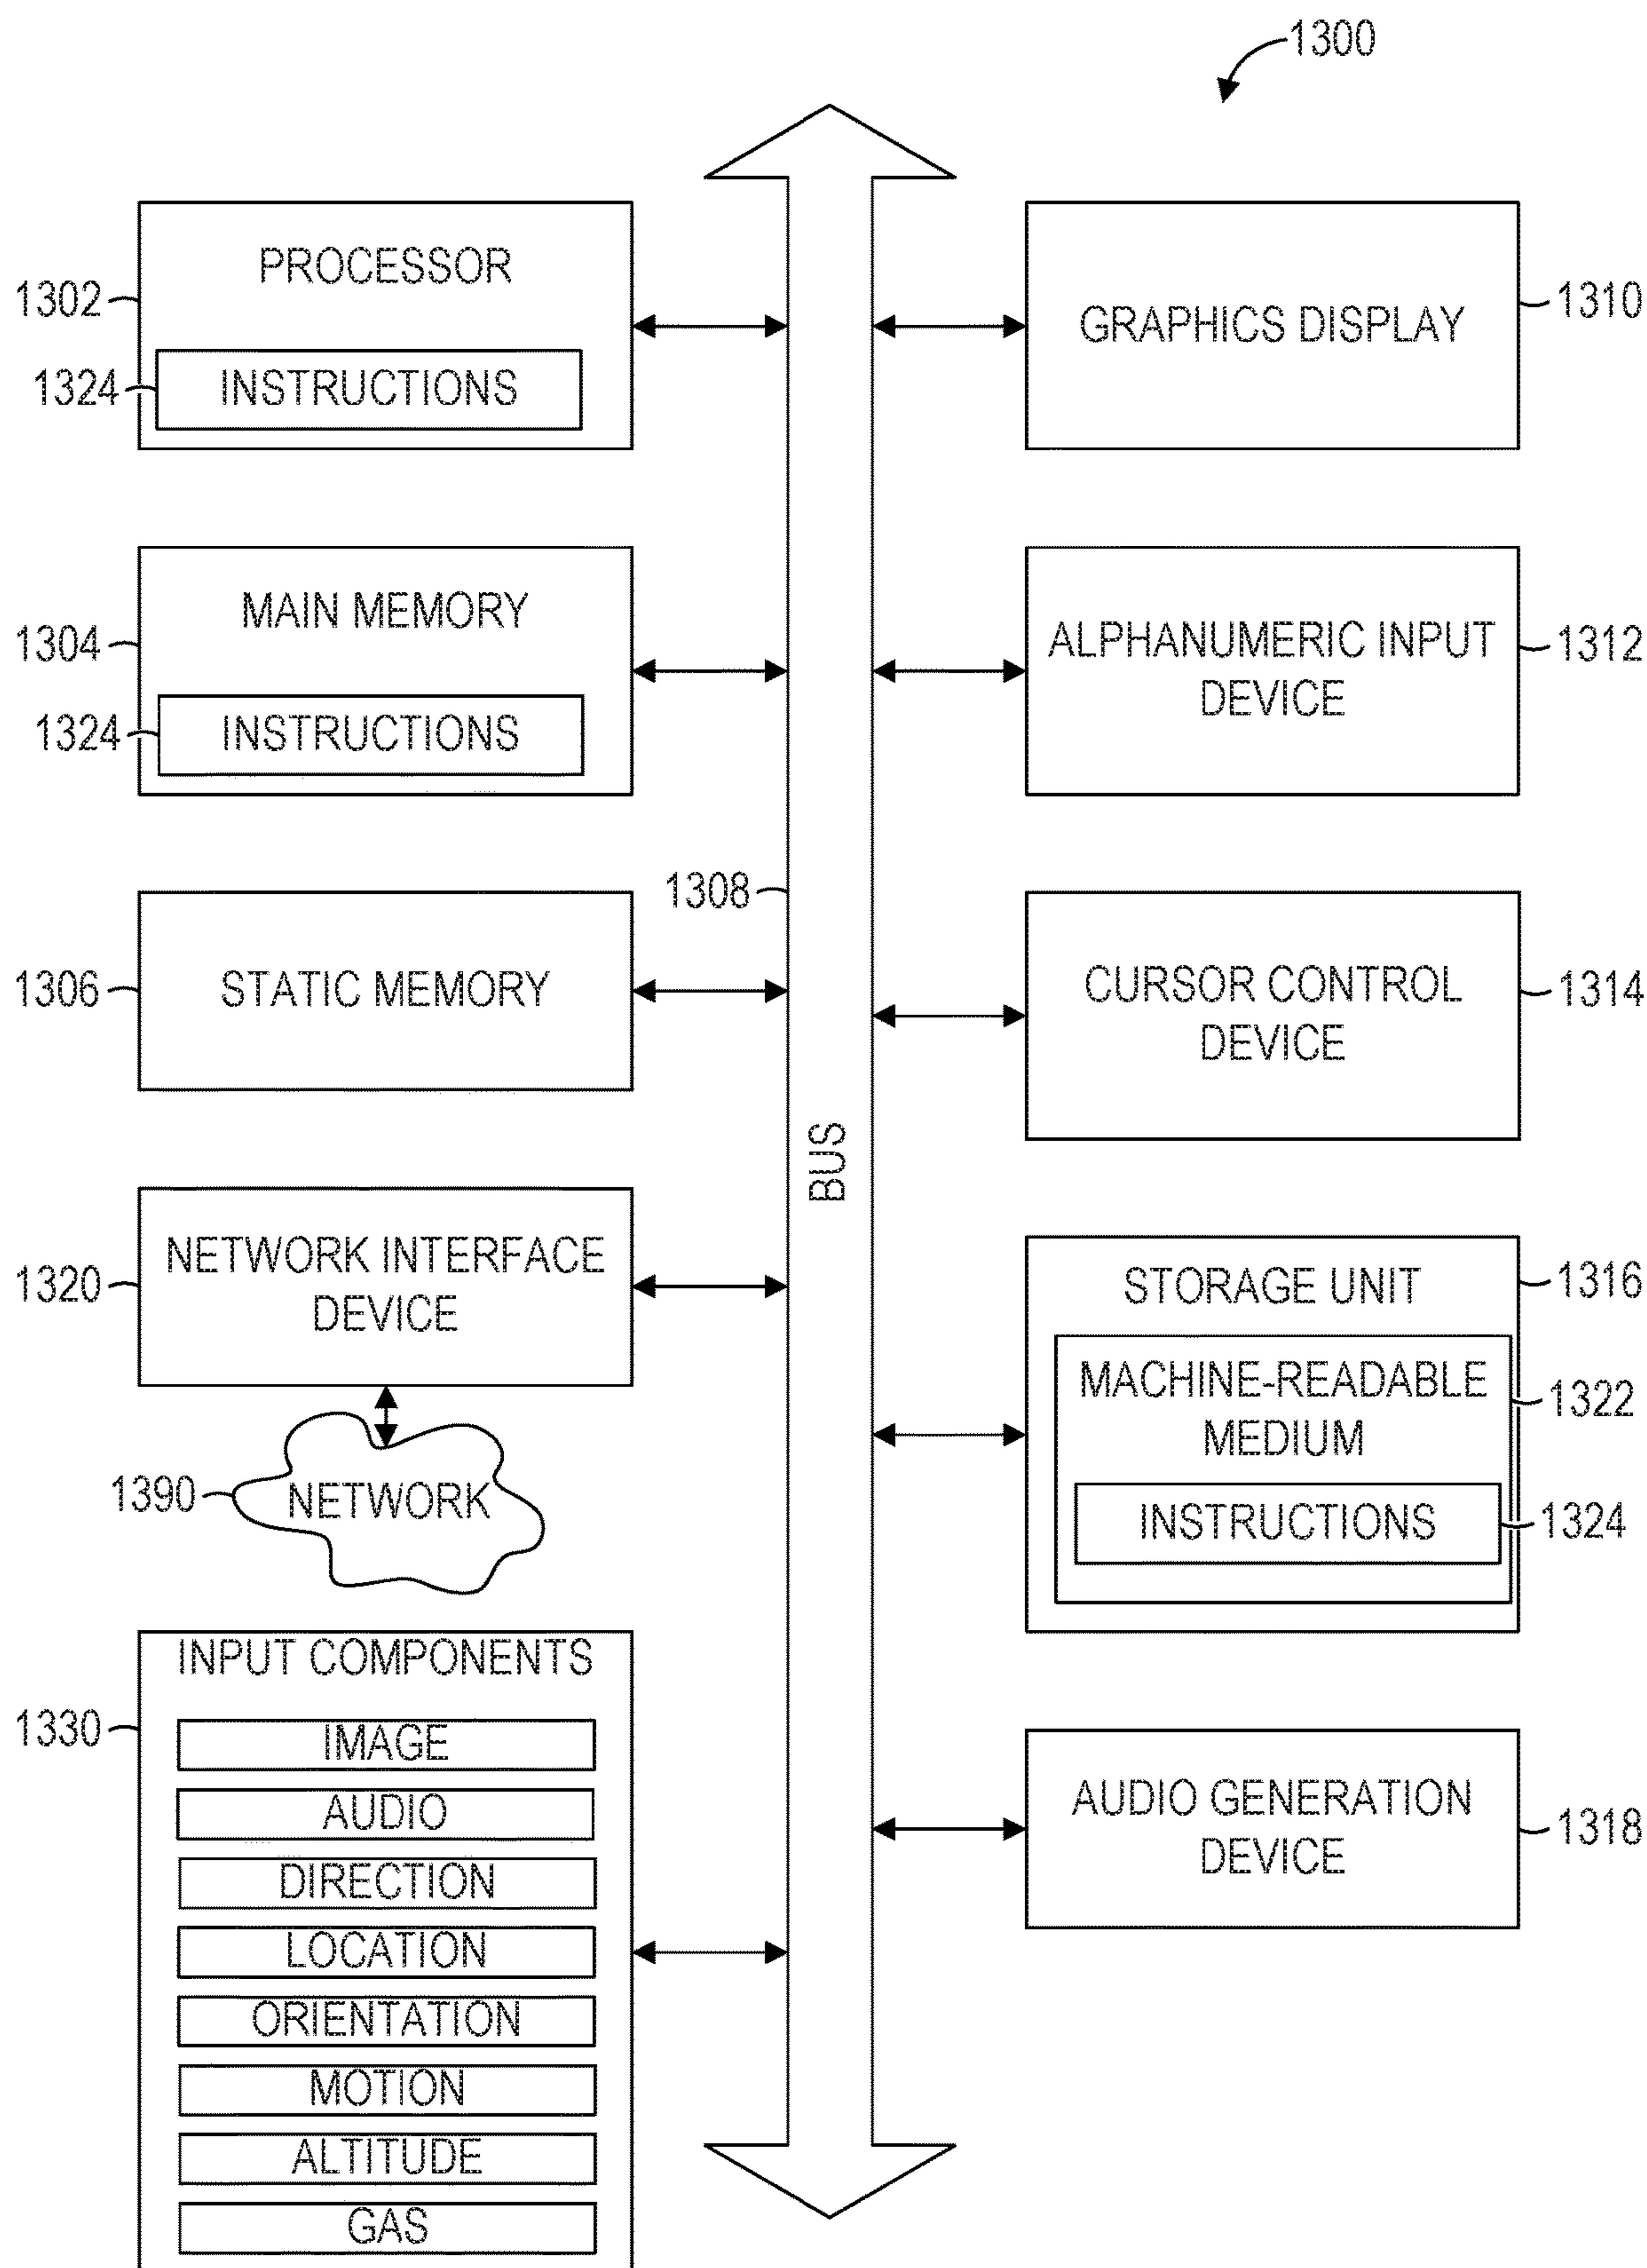 1300
PROCESSOR
1302
1324
INSTRUCTIONS
MAIN MEMORY
1304
1324
INSTRUCTIONS
1308
STATIC MEMORY
1306
NETWORK INTERFACE
DEVICE
1320
1390
NETWORK
INPUT COMPONENTS
1330
IMAGE
AUDIO
DIRECTION
LOCATION
ORIENTATION
MOTION
ALTITUDE
GAS
BUS
GRAPHICS DISPLAY
1310
ALPHANUMERIC INPUT
DEVICE
1312
CURSOR CONTROL
DEVICE
1314
STORAGE UNIT
1316
MACHINE-READABLE
MEDIUM
1322
INSTRUCTIONS
1324
AUDIO GENERATION
DEVICE
1318